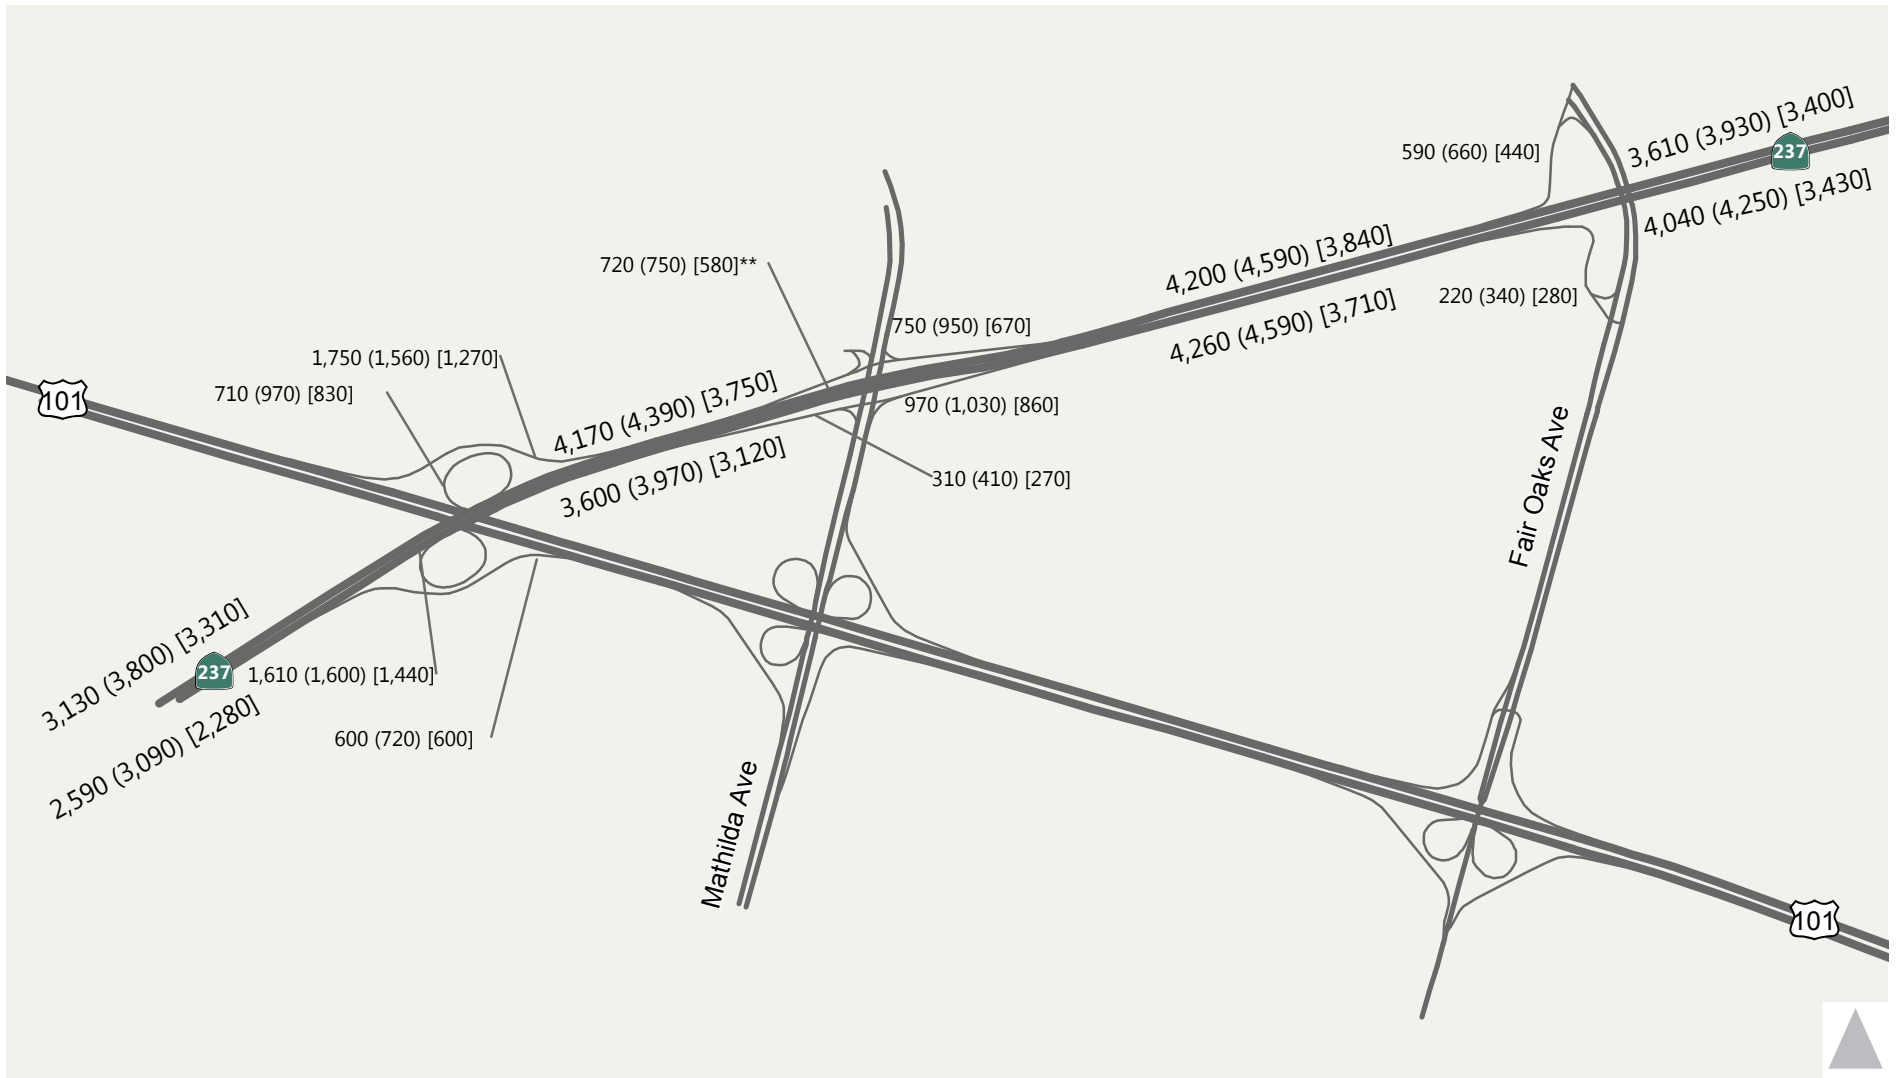 3,610 (3,930) [3,400]
590 (660) [440]
237
4,040 (4,250) [3,430]
4,200 (4,590) [3,840]
720 (750) [580]**
220 (340) [280]
750 (950) [670]
4,260 (4,590) [3,710]
1,750 (1,560) [1,270]
710 (970) [830]
101
4,170 (4,390) [3,750]
970 (1,030) [860]
3,600 (3,970) [3,120]
310 (410) [270]
Fair Oaks Ave
3,130 (3,800) [3,310]
237
1,610 (1,600) [1,440]
2,590 (3,090) [2,280]
600 (720) [600]
Mathilda Ave
101